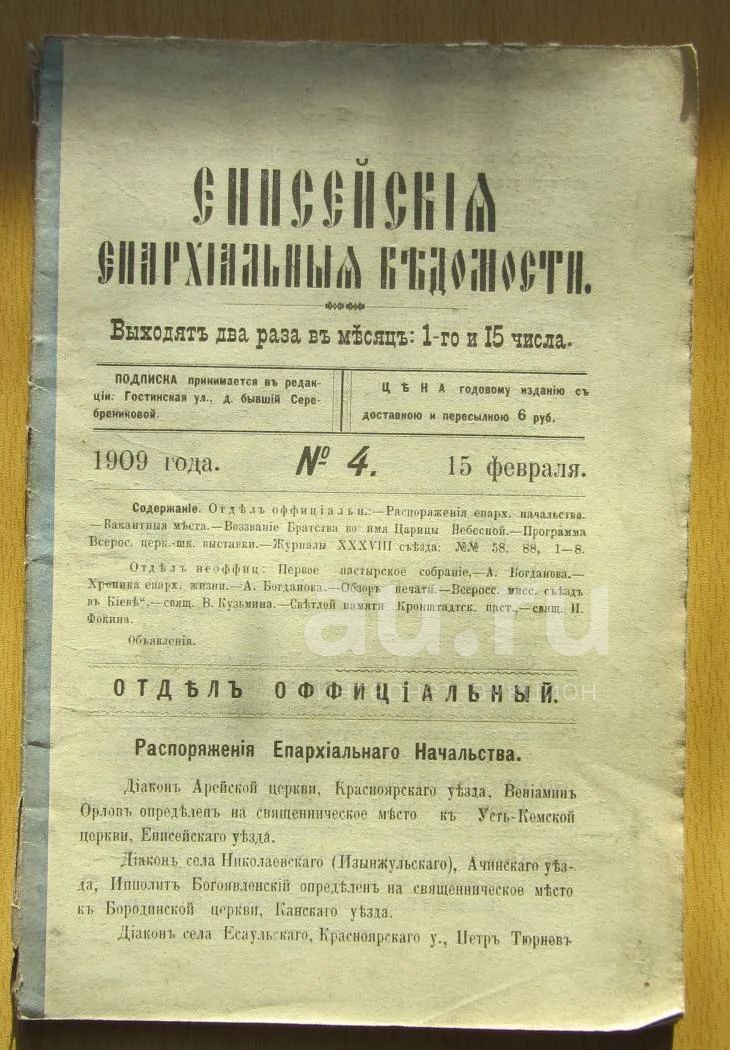 ЕНИСЕЙСКІЯ
ЕПАРХІАЛЬНЫЯ ВѢДОМОСТИ.
Выходятъ два раза въ мѣсяцъ: 1-го и 15 числа.
ПОДПИСКА принимается въ редак-
ціи: Гостинская ул., д. бывшій Сере-
брениковой.
ЦѢНА годовому изданію съ
доставкою и пересылкою 6 руб.
1909 года. № 4. 15 февраля.
Содержаніе. Отдѣлъ оффиціальн.:—Распоряженія епарх. начальства.
—Вакантныя мѣста.—Воззваніе Братства во имя Царицы Небесной.—Программа
Всерос. церк.-шк. выставки.—Журналы XXXVIII съѣзда: №№ 58, 88, 1—8.
Отдѣлъ неоффиц: Первое пастырское собраніе,—А. Богданова.—
Хроника епарх. жизни.—А. Богданова.—Обзоръ печати.—Всеросс. мисс. съѣздъ
въ Кіевѣ",—свящ. В. Кузьмина.—Свѣтлой памяти Кронштадтск. паст.,—свящ. И.
Фокина.
Объявленія.
au.ru
ОТДѢЛЪ ОФФИЦІАЛЬНЫЙ.
Распоряженія Епархіальнаго Начальства.
Діаконъ Арейской церкви, Красноярскаго уѣзда, Веніаминъ
Орловъ опредѣленъ на священническое мѣсто къ Усть-Кемской
церкви, Енисейскаго уѣзда.
Діаконъ села Николаевскаго (Изынжульскаго), Ачинскаго уѣз-
да, Ипполитъ Богоявленскій опредѣленъ на священническое мѣсто
къ Бородинской церкви, Канскаго уѣзда.
Діаконъ села Есаульскаго, Красноярскаго у., Петръ Тюрневъ